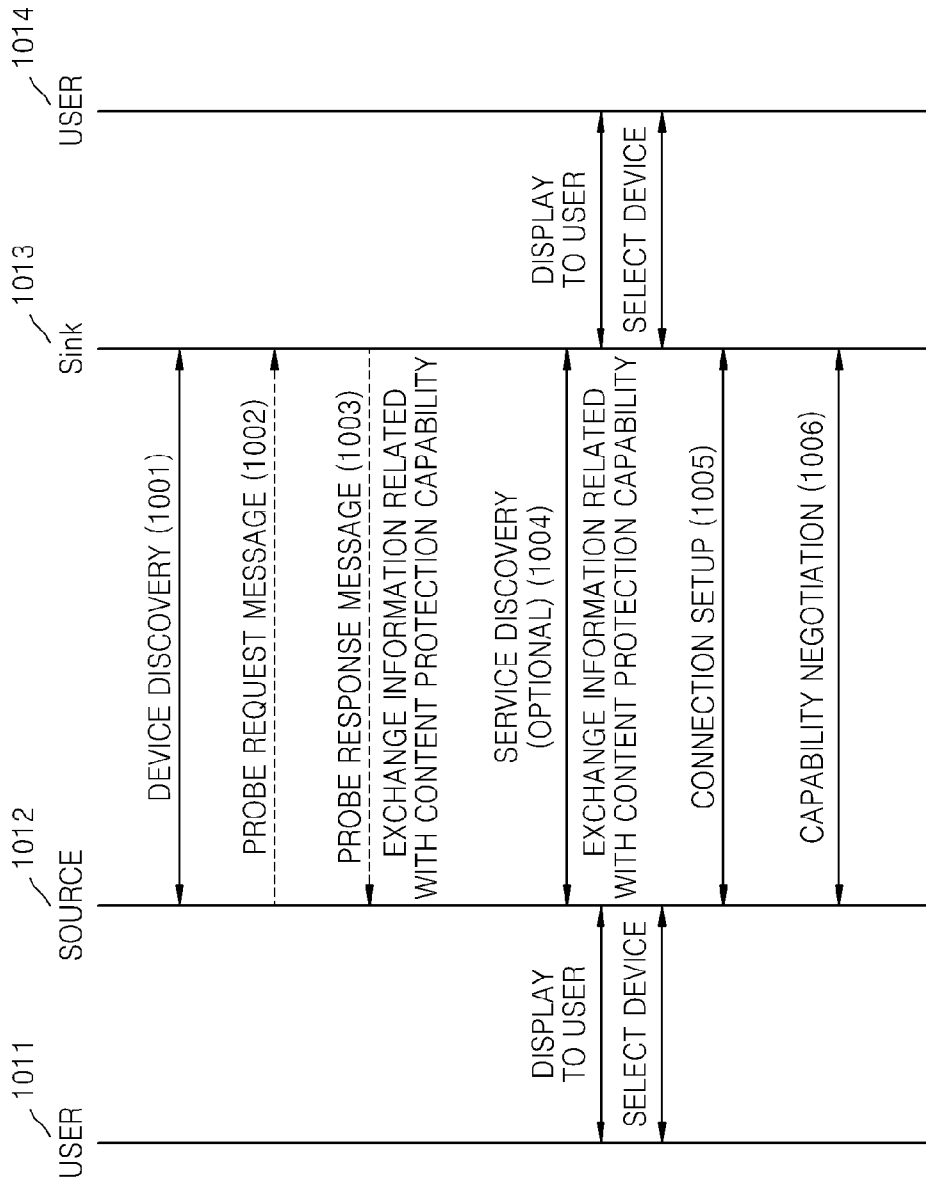 1011
USER
1012
SOURCE
1013
Sink
1014
USER
DEVICE DISCOVERY (1001)
PROBE REQUEST MESSAGE (1002)
PROBE RESPONSE MESSAGE (1003)
EXCHANGE INFORMATION RELATED
WITH CONTENT PROTECTION CAPABILITY
SERVICE DISCOVERY
(OPTIONAL) (1004)
EXCHANGE INFORMATION RELATED
WITH CONTENT PROTECTION CAPABILITY
DISPLAY
TO USER
SELECT DEVICE
DISPLAY
TO USER
SELECT DEVICE
CONNECTION SETUP (1005)
CAPABILITY NEGOTIATION (1006)